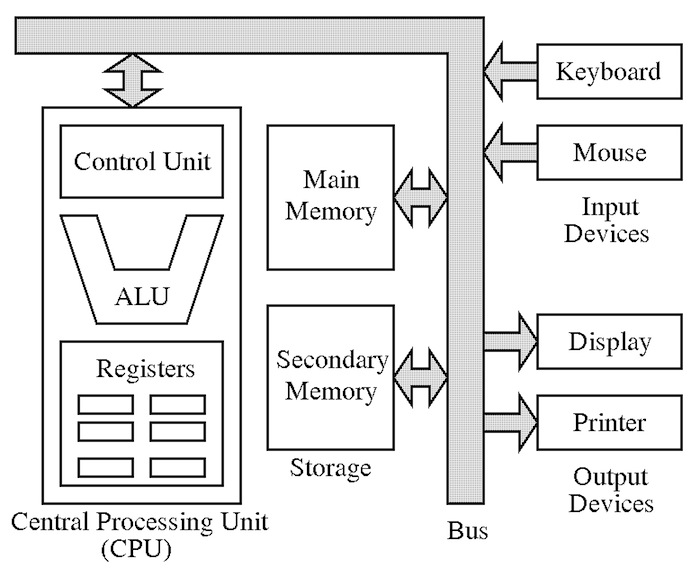 Keyboard
Control Unit
Mouse
Main
Memory
Input
Devices
ALU
Display
Secondary
Memory
Registers
Printer
Storage
Output
Devices
Central Processing Unit
(CPU)
Bus